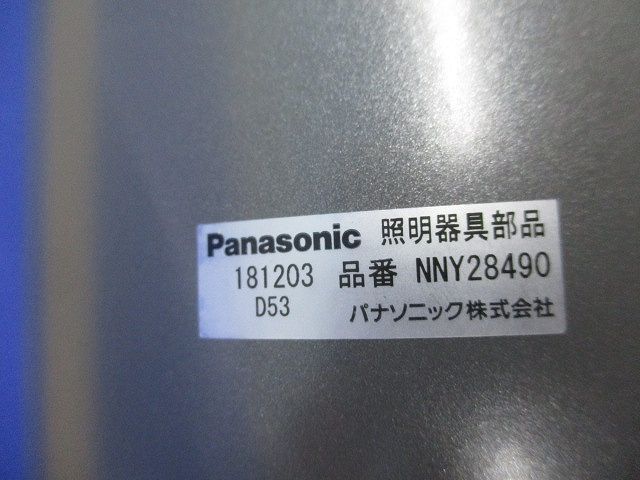 Panasonic 照明器具部品
181203 品番 NNY28490
D53 パナソニック株式会社